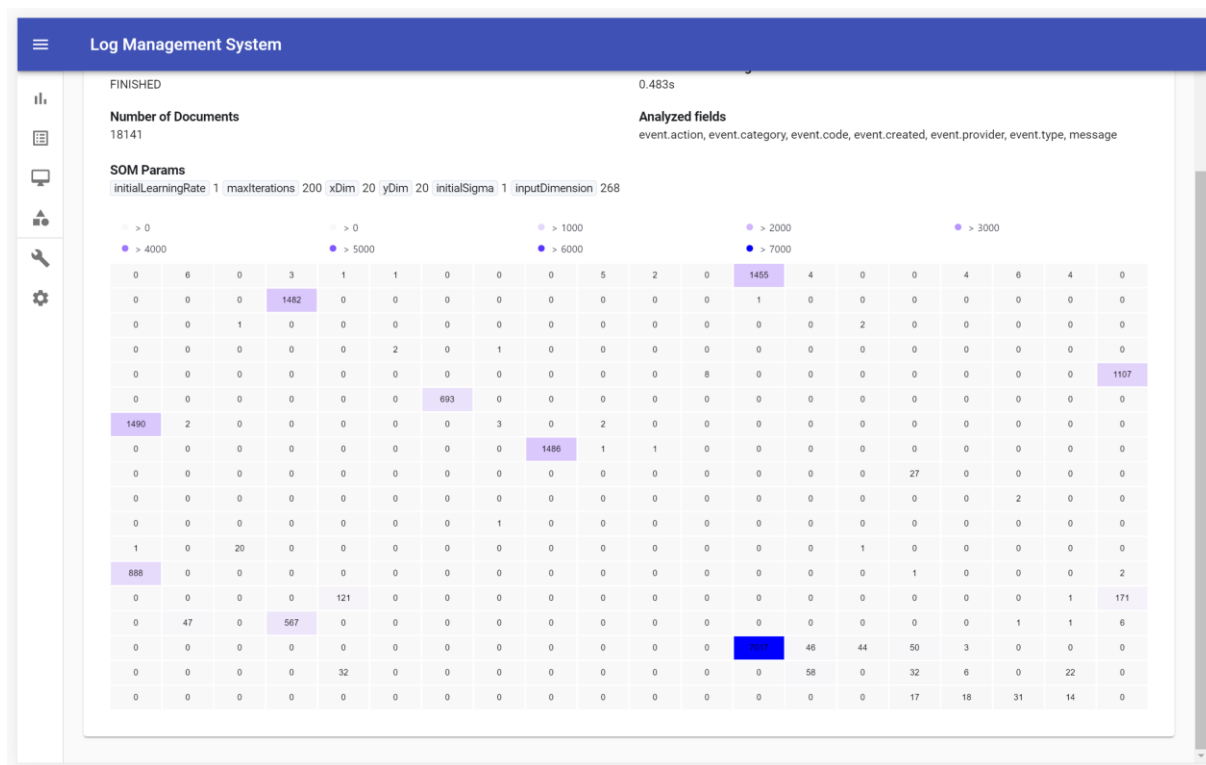 Log Management System
FINISHED
0.483s
Number of Documents
Analyzed fields
18141
event.action, event.category, event.code, event.created, event.provider, event.type, message
SOM Params
initialLearningRate 1 maxIterations 200 xDim 20 yDim 20 initialSigma 1 inputDimension 268
> 0 > 0 > 1000 > 2000 > 3000
> 4000 > 5000 > 6000 > 7000
0 6 0 3 1 1 0 0 0 5 2 0 1455 4 0 0 4 6 4 0
0 0 0 1482 0 0 0 0 0 0 0 0 1 0 0 0 0 0 0 0
0 0 1 0 0 0 0 0 0 0 0 0 0 0 2 0 0 0 0 0
0 0 0 0 0 2 0 1 0 0 0 0 0 0 0 0 0 0 0 0
0 0 0 0 0 0 0 0 0 0 0 8 0 0 0 0 0 0 0 1107
0 0 0 0 0 0 693 0 0 0 0 0 0 0 0 0 0 0 0 0
1490 2 0 0 0 0 0 3 0 2 0 0 0 0 0 0 0 0 0 0
0 0 0 0 0 0 0 0 1486 1 1 0 0 0 0 0 0 0 0 0
0 0 0 0 0 0 0 0 0 0 0 0 0 0 0 27 0 0 0 0
0 0 0 0 0 0 0 0 0 0 0 0 0 0 0 0 0 2 0 0
0 0 0 0 0 0 0 1 0 0 0 0 0 0 0 0 0 0 0 0
1 0 20 0 0 0 0 0 0 0 0 0 0 0 1 0 0 0 0 0
888 0 0 0 0 0 0 0 0 0 0 0 0 0 0 1 0 0 0 2
0 0 0 0 121 0 0 0 0 0 0 0 0 0 0 0 0 0 1 171
0 47 0 567 0 0 0 0 0 0 0 0 0 0 0 0 0 1 1 6
0 0 0 0 0 0 0 0 0 0 0 0 7017 46 44 50 3 0 0 0
0 0 0 0 32 0 0 0 0 0 0 0 0 58 0 32 6 0 22 0
0 0 0 0 0 0 0 0 0 0 0 0 0 0 0 17 18 31 14 0